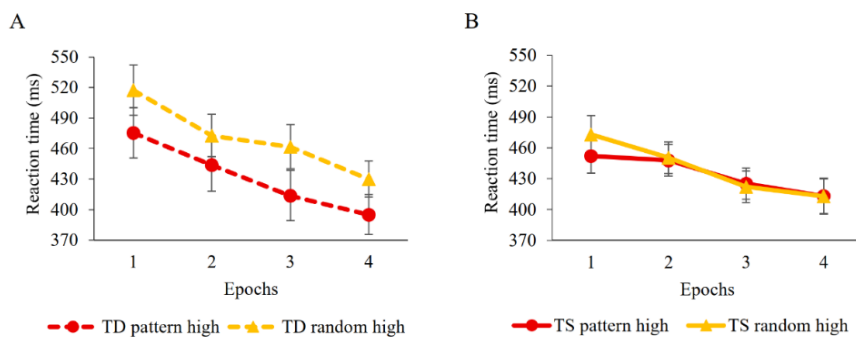 A
Reaction time (ms)
550
520
490
460
430
400
370
1 2 3 4
Epochs
TD pattern high TD random high
B
Reaction time (ms)
550
520
490
460
430
400
370
1 2 3 4
Epochs
TS pattern high TS random high